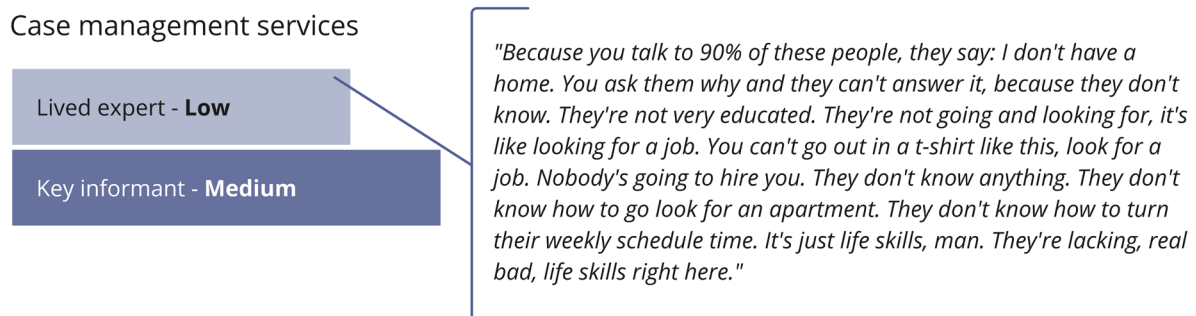 Case management services
Lived expert - Low
Key informant - Medium
"Because you talk to 90% of these people, they say: I don't have a
home. You ask them why and they can't answer it, because they don't
know. They're not very educated. They're not going and looking for, it's
like looking for a job. You can't go out in a t-shirt like this, look for a
job. Nobody's going to hire you. They don't know anything. They don't
know how to go look for an apartment. They don't know how to turn
their weekly schedule time. It's just life skills, man. They're lacking, real
bad, life skills right here."